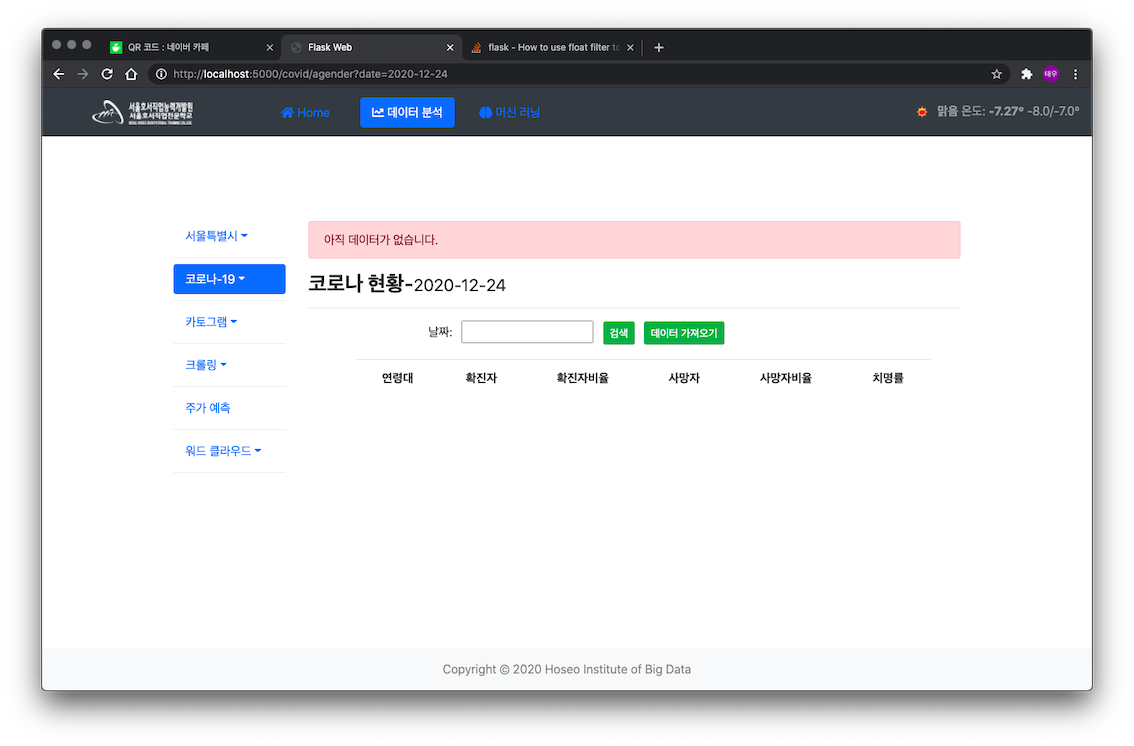 QR 코드 : 네이버 카페
Flask Web
flask - How to use float filter to
http://localhost:5000/covid/agender?date=2020-12-24
태우
서울호서직업능력개발원
서울호서직업전문학교
Home
데이터 분석
머신 러닝
맑음 온도: -7.27° -8.0/-7.0°
서울특별시
코로나-19
카토그램
크롤링
주가 예측
워드 클라우드
아직 데이터가 없습니다.
코로나 현황-2020-12-24
날짜:
검색
데이터 가져오기
연령대 확진자 확진자비율 사망자 사망자비율 치명률
Copyright © 2020 Hoseo Institute of Big Data